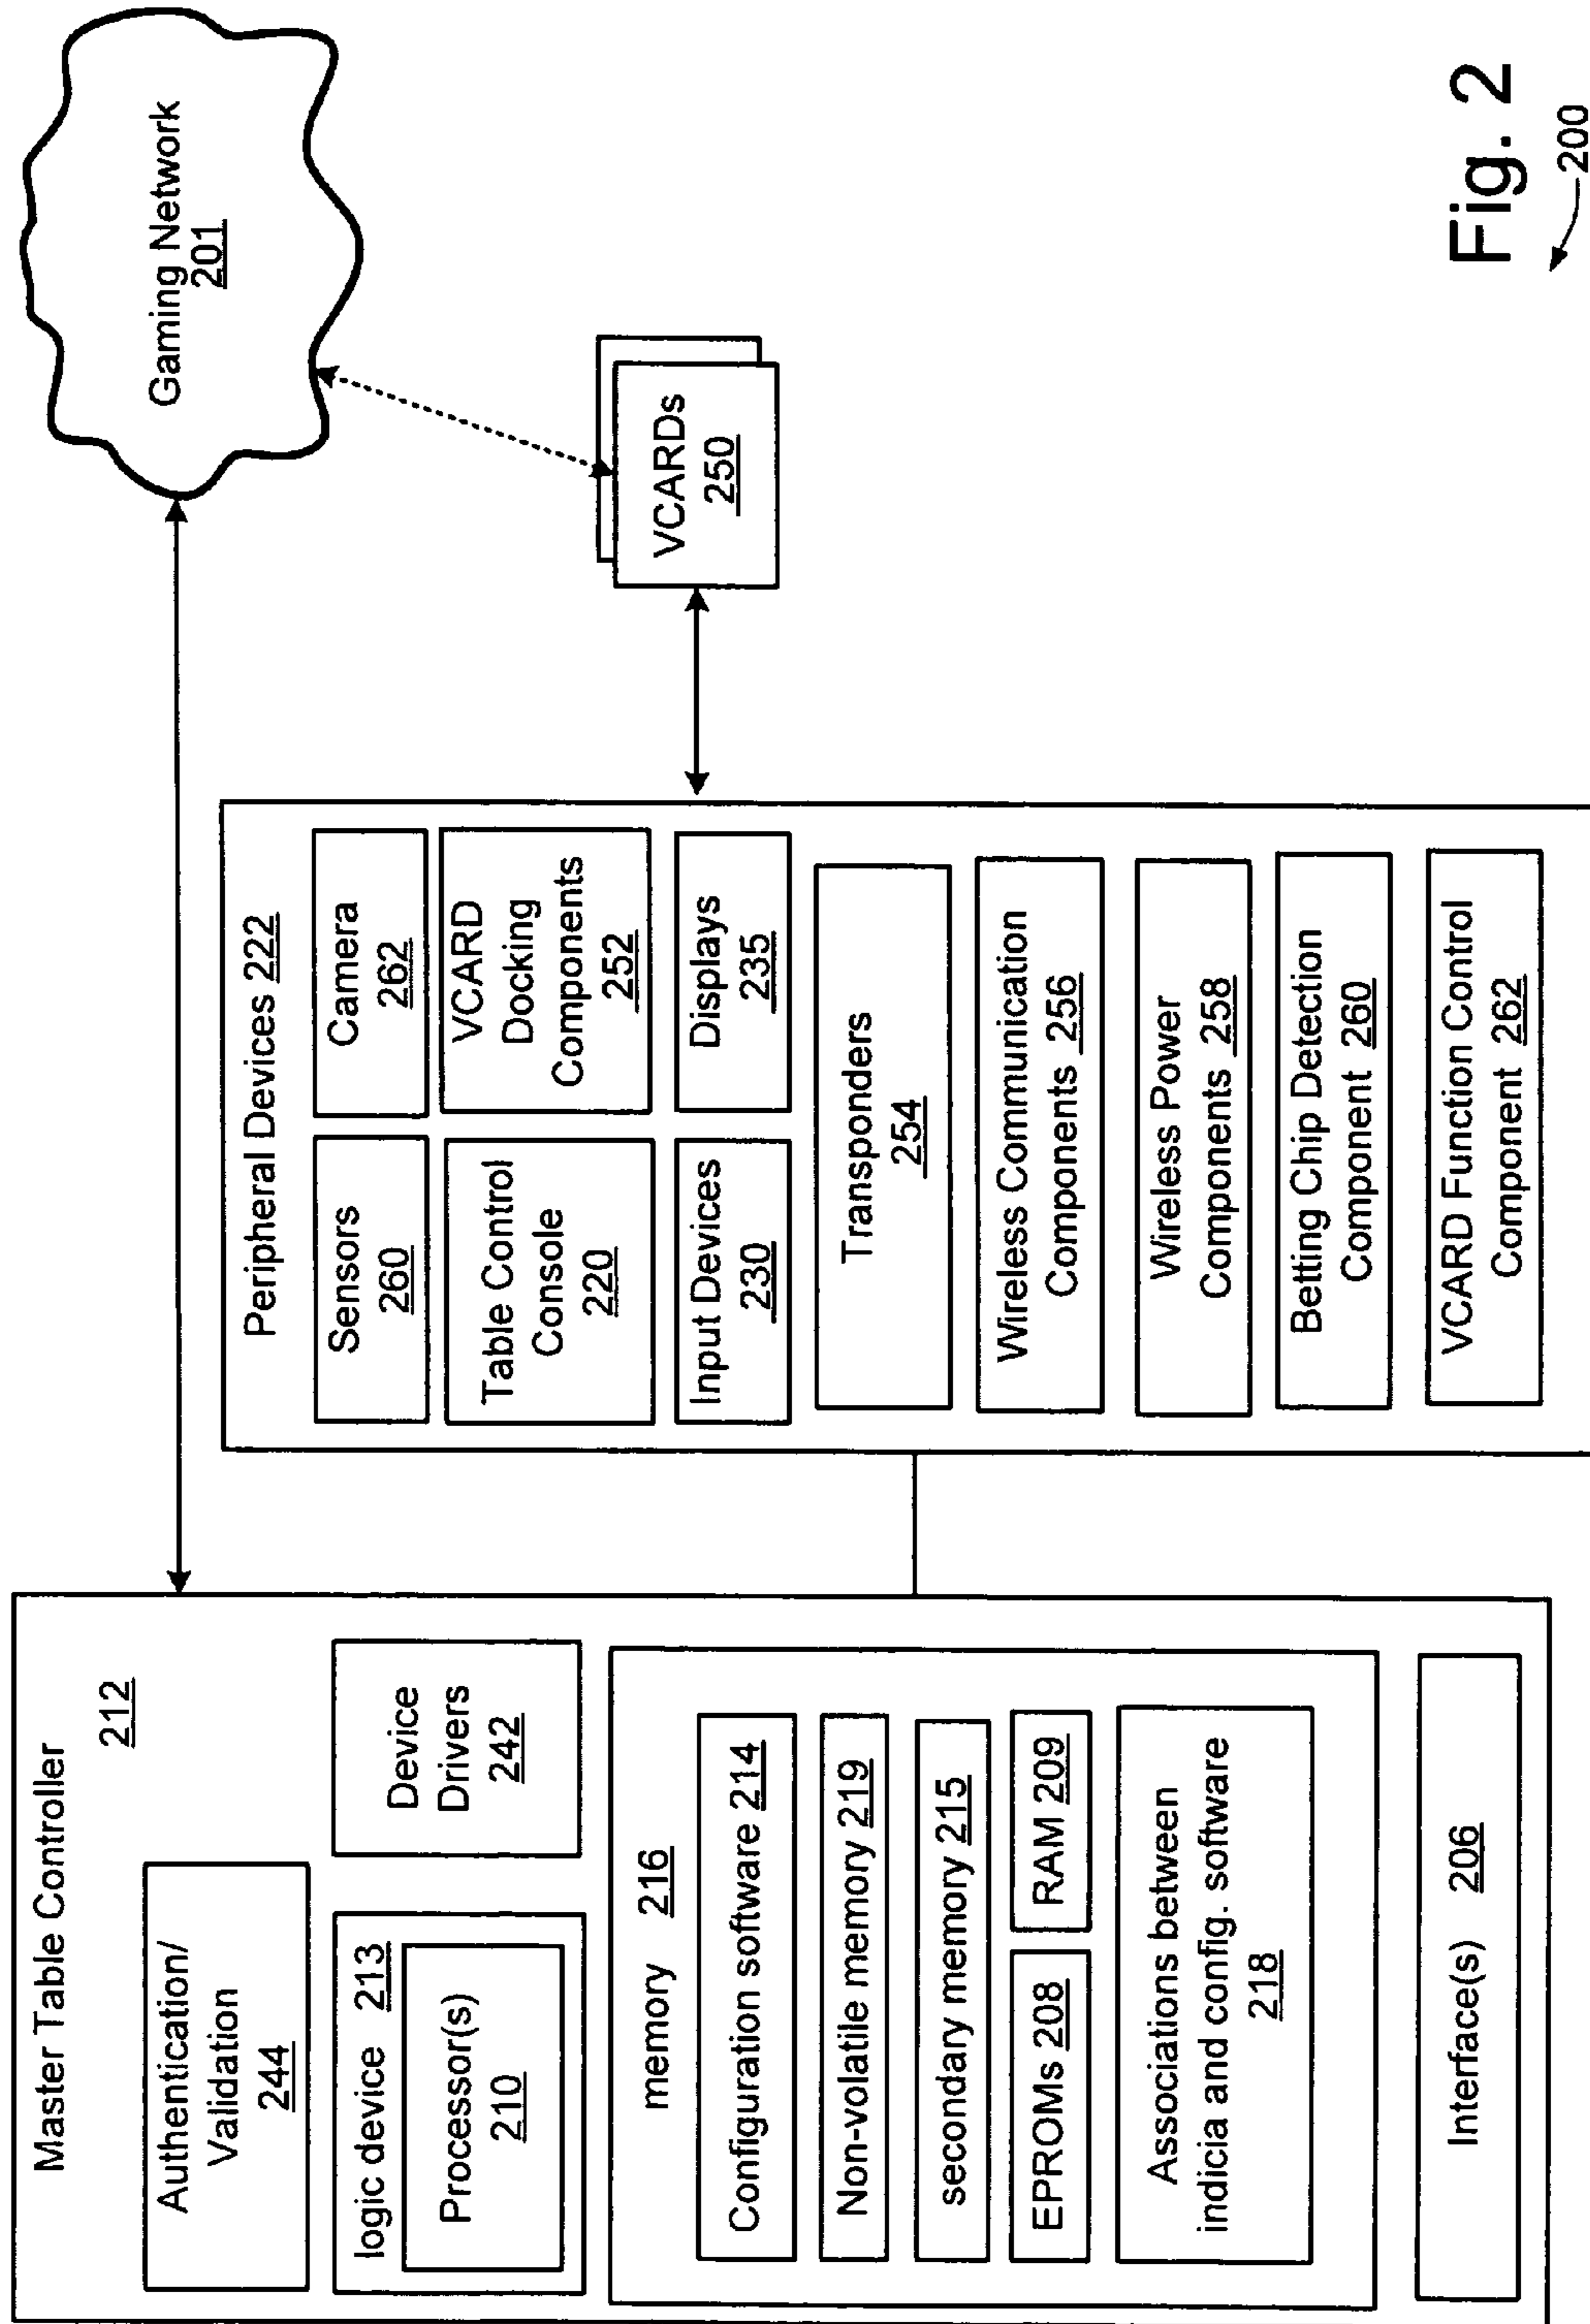 Master Table Controller
212
Authentication/
Validation
244
logic device 213
Processor(s)
210
Device
Drivers
242
memory 216
Configuration software 214
Non-volatile memory 219
secondary memory 215
EPROMs 208
RAM 209
Associations between
indicia and config. software
218
Interface(s) 206
Peripheral Devices 222
Sensors
260
Camera
262
Table Control
Console
220
VCARD
Docking
Components
252
Input Devices
230
Displays
235
Transponders
254
Wireless Communication
Components 256
Wireless Power
Components 258
Betting Chip Detection
Component 260
VCARD Function Control
Component 262
VCARDs
250
Gaming Network
201
Fig. 2
200